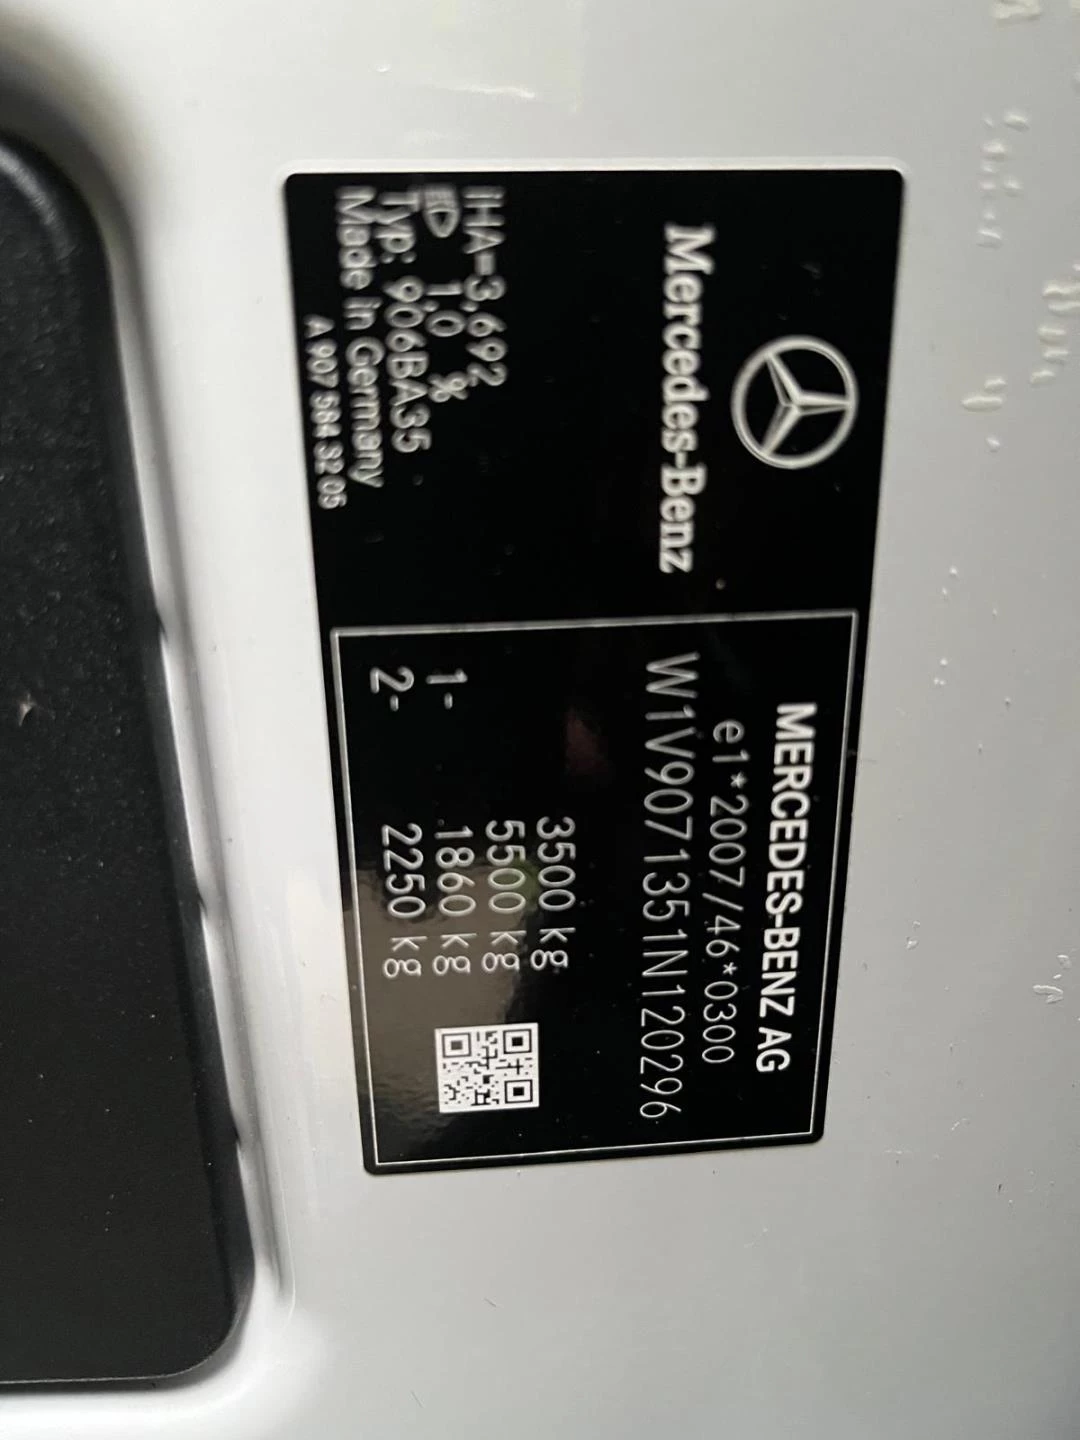 Mercedes-Benz
iHA=3,692
1,0 %
Typ: 906BA35
Made in Germany
A 907 584 32 05
MERCEDES-BENZ AG
e1*2007/46*0300
W1V9071351N120296
3500 kg
5500 kg
1- 1860 kg
2- 2250 kg